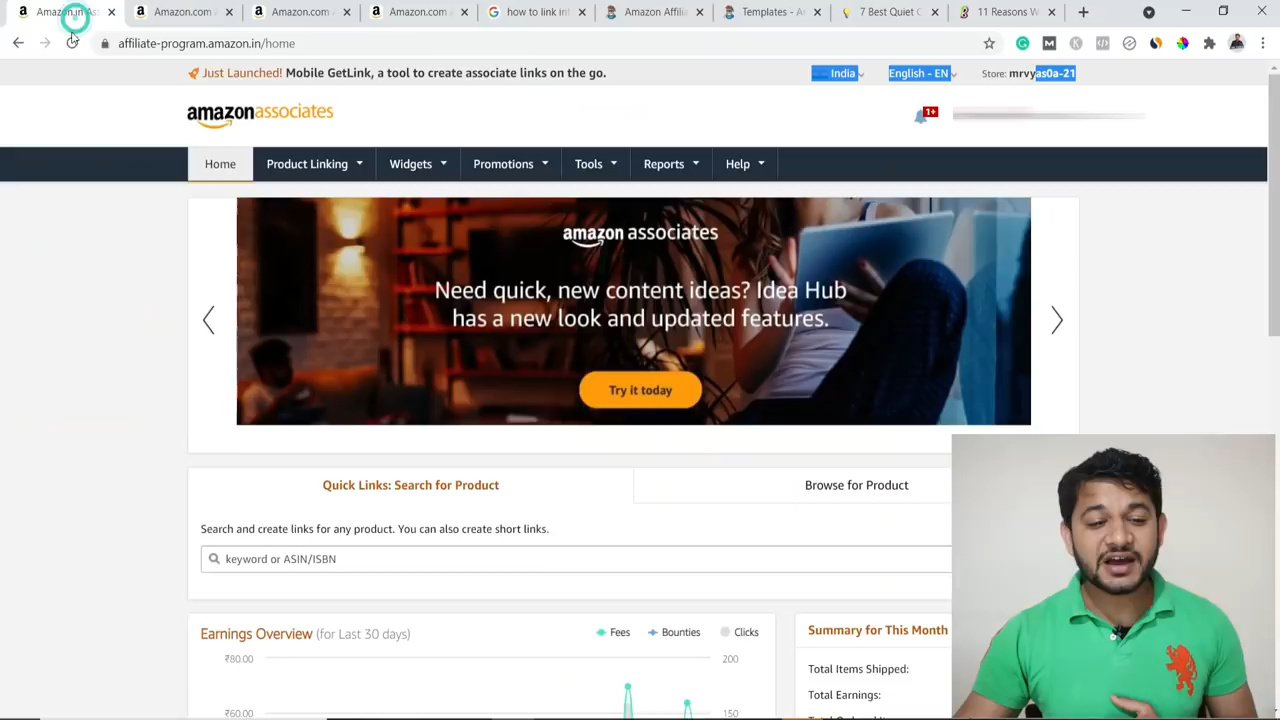 Amazon.in As
Amazon.com
Amazon.com
Amazon.com
How to link in
Amazon Affili
Tenttales - A
7 Best Quiet C
11 Reasons W
affiliate-program.amazon.in/home
Just Launched! Mobile GetLink, a tool to create associate links on the go.
India
English - EN
Store: mrvyas0a-21
amazonassociates
1+
Home
Product Linking
Widgets
Promotions
Tools
Reports
Help
amazon associates
Need quick, new content ideas? Idea Hub
has a new look and updated features.
Try it today
Quick Links: Search for Product
Browse for Product
Search and create links for any product. You can also create short links.
keyword or ASIN/ISBN
Earnings Overview (for Last 30 days)
Fees
Bounties
Clicks
Summary for This Month
₹80.00
200
Total Items Shipped:
Total Earnings:
₹60.00
150